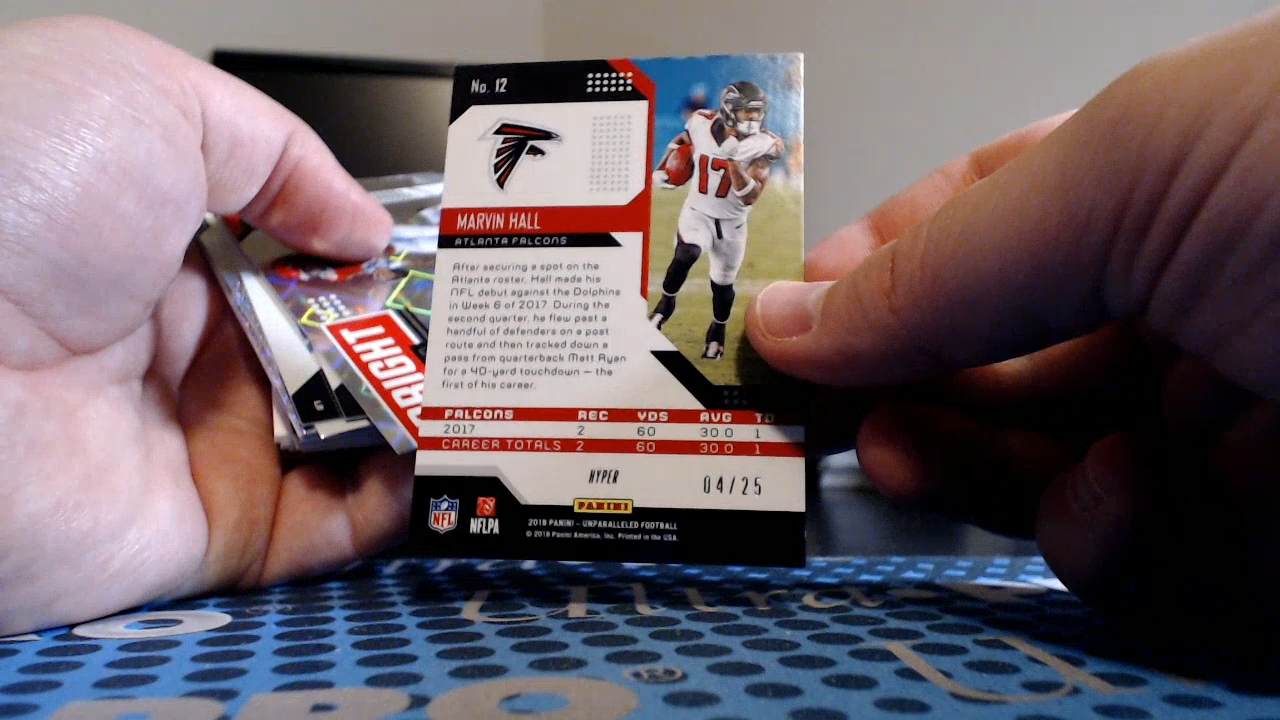 No. 12
17
MARVIN HALL
ATLANTA FALCONS
After securing a spot on the
Atlanta roster, Hall made his
NFL debut against the Dolphins
in Week 6 of 2017. During the
second quarter, he flew past a
handful of defenders on a post
route and then tracked down a
pass from quarterback Matt Ryan
for a 40-yard touchdown — the
first of his career.
FALCONS REC YDS AVG TD
2017 2 60 30.0 1
CAREER TOTALS 2 60 30.0 1
HYPER
04/25
NFL
NFLPA
PANINI
2018 PANINI - UNPARALLELED FOOTBALL
© 2018 Panini America, Inc. Printed in the USA.
Ultra
PRO
®
U